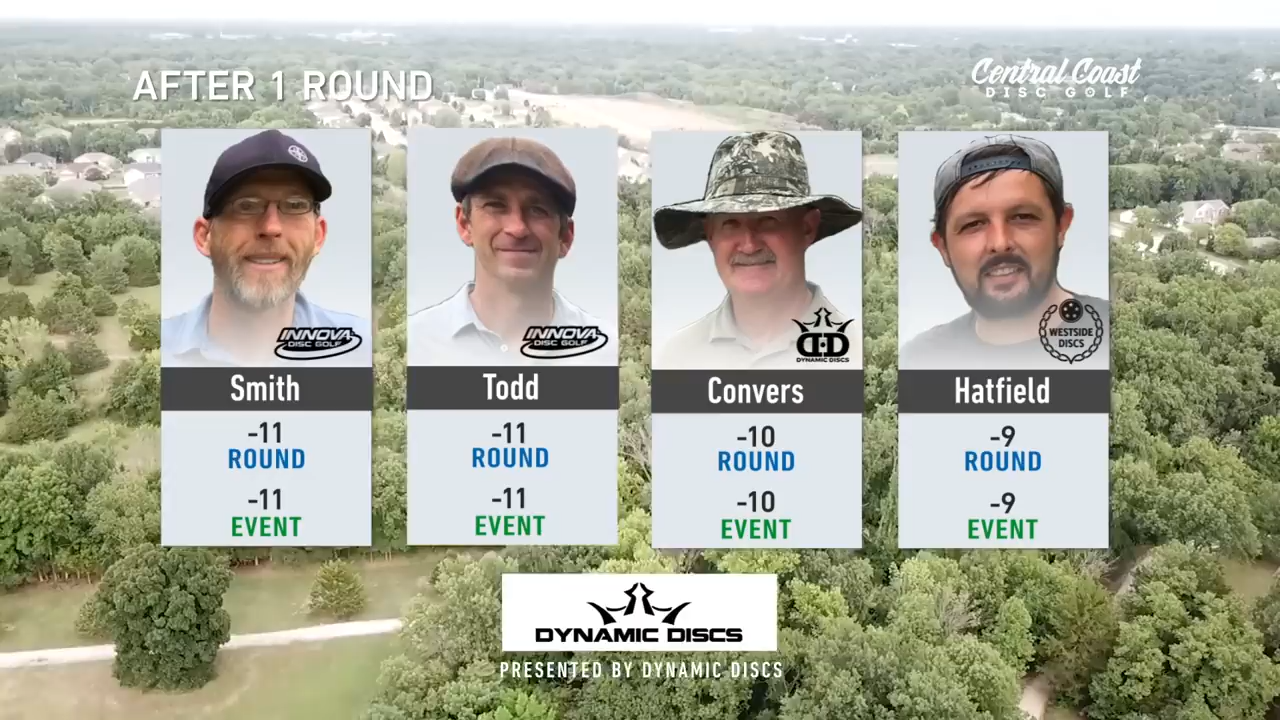 AFTER 1 ROUND
Central Coast
DISC GOLF
INNOVA
DISC GOLF
INNOVA
DISC GOLF
DD
DYNAMIC DISCS
WESTSIDE
DISCS
Smith
Todd
Convers
Hatfield
-11
ROUND
-11
EVENT
-11
ROUND
-11
EVENT
-10
ROUND
-10
EVENT
-9
ROUND
-9
EVENT
DYNAMIC DISCS
PRESENTED BY DYNAMIC DISCS